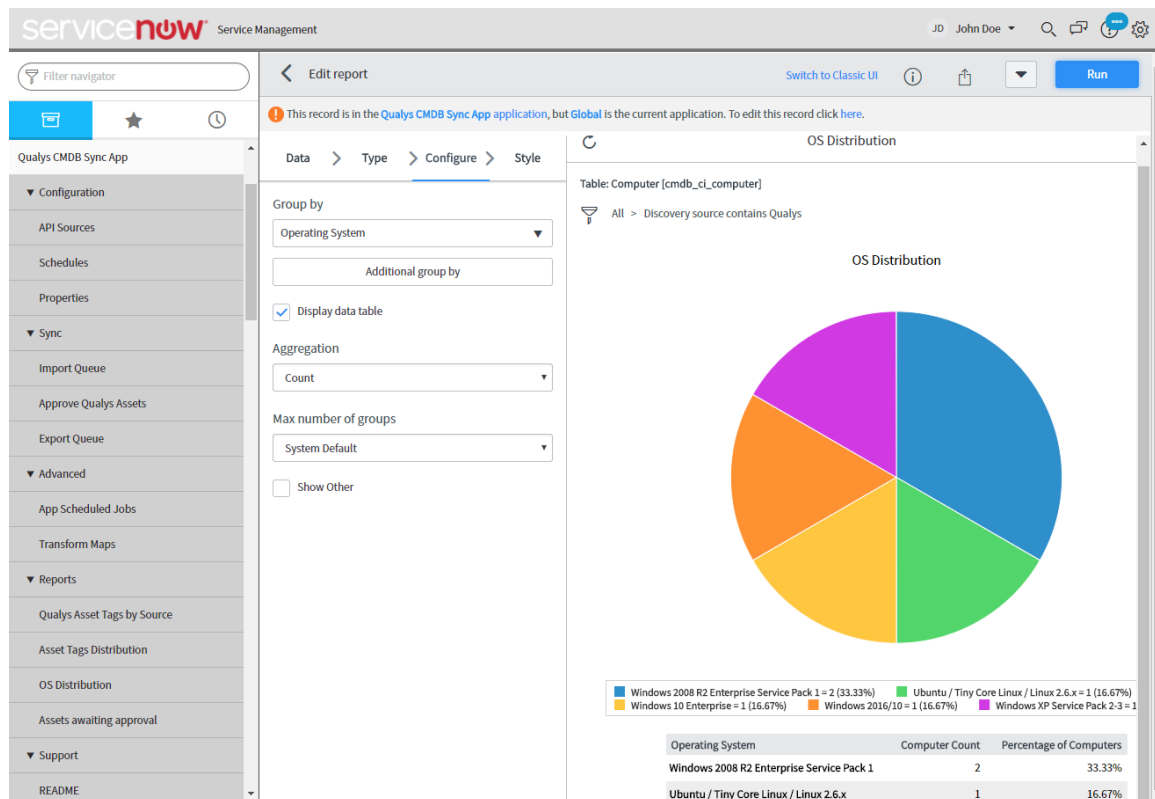 servicenow Service Management
JD John Doe
Filter navigator
Qualys CMDB Sync App
Configuration
API Sources
Schedules
Properties
Sync
Import Queue
Approve Qualys Assets
Export Queue
Advanced
App Scheduled Jobs
Transform Maps
Reports
Qualys Asset Tags by Source
Asset Tags Distribution
OS Distribution
Assets awaiting approval
Support
README
Edit report
Switch to Classic UI
Run
This record is in the Qualys CMDB Sync App application, but Global is the current application. To edit this record click here.
Data > Type > Configure > Style
Group by
Operating System
Additional group by
Display data table
Aggregation
Count
Max number of groups
System Default
Show Other
OS Distribution
Table: Computer [cmdb_ci_computer]
All > Discovery source contains Qualys
OS Distribution
Windows 2008 R2 Enterprise Service Pack 1 = 2 (33.33%) Ubuntu / Tiny Core Linux / Linux 2.6.x = 1 (16.67%)
Windows 10 Enterprise = 1 (16.67%) Windows 2016/10 = 1 (16.67%) Windows XP Service Pack 2-3 = 1
Operating System Computer Count Percentage of Computers
Windows 2008 R2 Enterprise Service Pack 1 2 33.33%
Ubuntu / Tiny Core Linux / Linux 2.6.x 1 16.67%